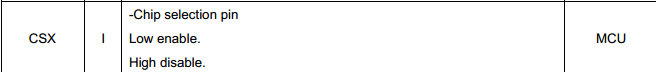 -Chip selection pin
CSX I Low enable. MCU
High disable.